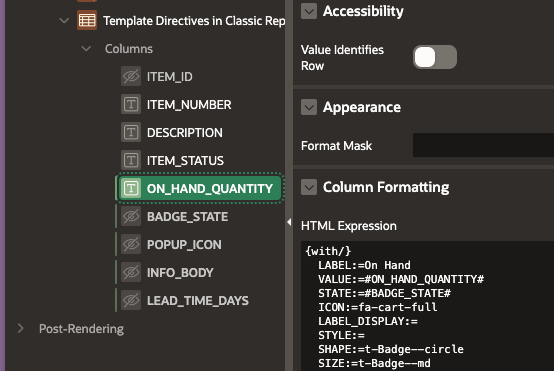 Template Directives in Classic Rep
Columns
ITEM_ID
ITEM_NUMBER
DESCRIPTION
ITEM_STATUS
ON_HAND_QUANTITY
BADGE_STATE
POPUP_ICON
INFO_BODY
LEAD_TIME_DAYS
Post-Rendering
Accessibility
Value Identifies
Row
Appearance
Format Mask
Column Formatting
HTML Expression
{with/}
LABEL:=On Hand
VALUE:=#ON_HAND_QUANTITY#
STATE:=#BADGE_STATE#
ICON:=fa-cart-full
LABEL_DISPLAY:=
STYLE:=
SHAPE:=t-Badge--circle
SIZE:=t-Badge--md